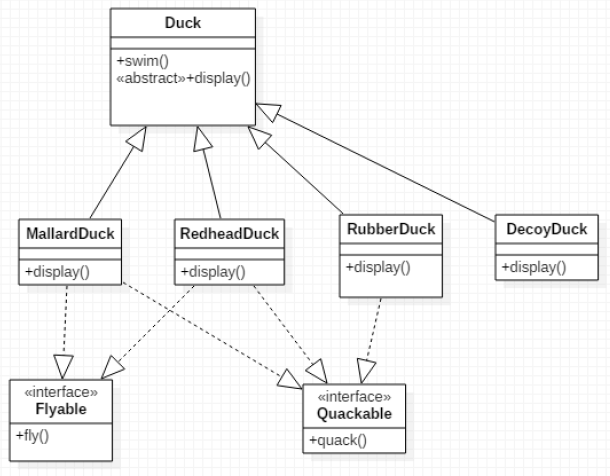 Duck
+swim()
«abstract»+display()
MallardDuck
+display()
RedheadDuck
+display()
RubberDuck
+display()
DecoyDuck
+display()
«interface»
Flyable
+fly()
«interface»
Quackable
+quack()